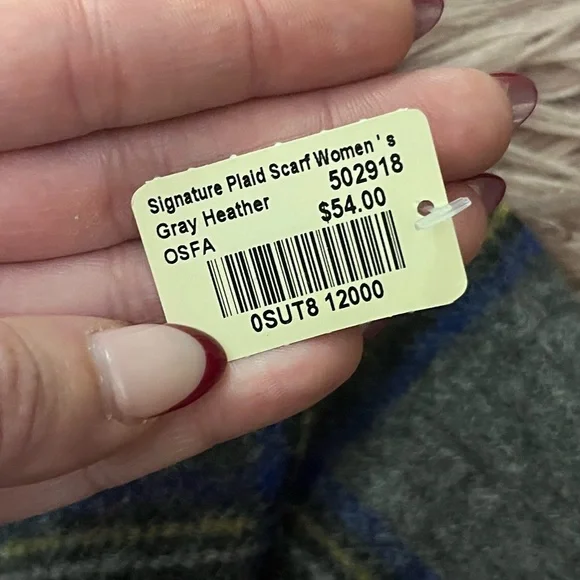 Signature Plaid Scarf Women's
502918
Gray Heather
$54.00
OSFA
0SUT8 12000